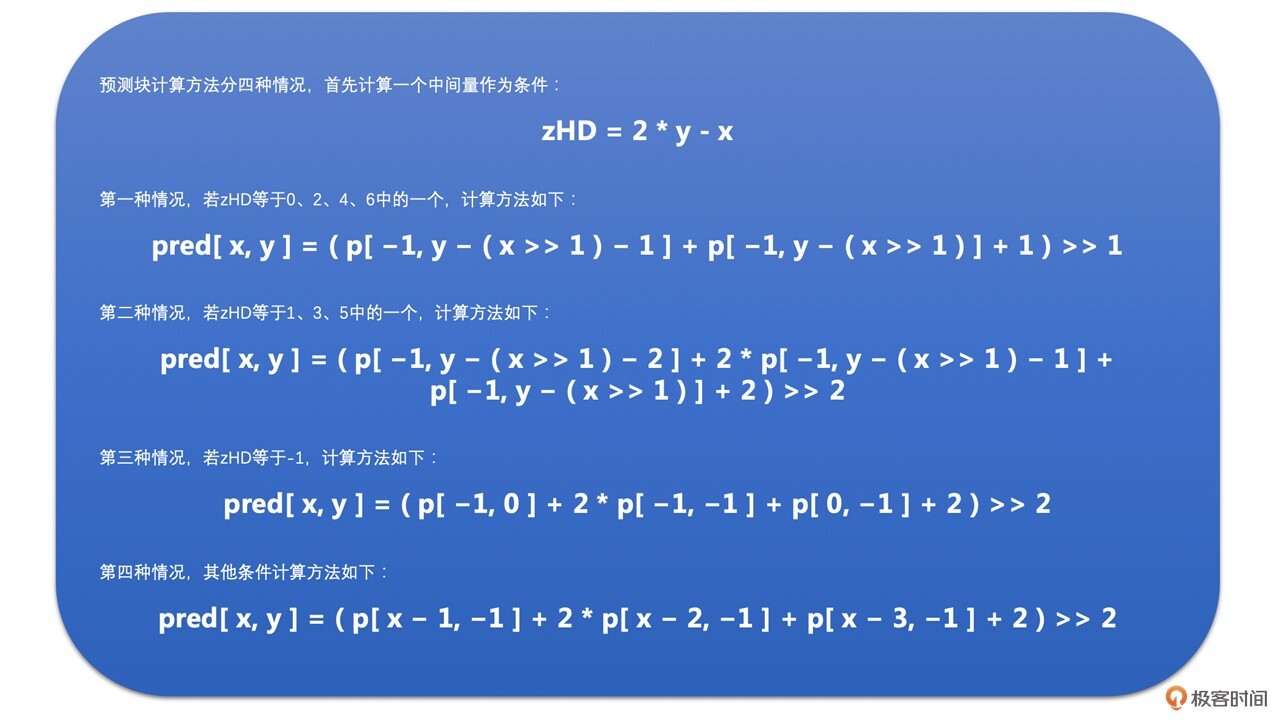 预测块计算方法分四种情况，首先计算一个中间量作为条件：
zHD = 2 * y - x
第一种情况，若zHD等于0、2、4、6中的一个，计算方法如下：
pred[ x, y ] = ( p[ −1, y − ( x >> 1 ) − 1 ] + p[ −1, y − ( x >> 1 ) ] + 1 ) >> 1
第二种情况，若zHD等于1、3、5中的一个，计算方法如下：
pred[ x, y ] = ( p[ −1, y − ( x >> 1 ) − 2 ] + 2 * p[ −1, y − ( x >> 1 ) − 1 ] +
p[ −1, y − ( x >> 1 ) ] + 2 ) >> 2
第三种情况，若zHD等于-1，计算方法如下：
pred[ x, y ] = ( p[ −1, 0 ] + 2 * p[ −1, −1 ] + p[ 0, −1 ] + 2 ) >> 2
第四种情况，其他条件计算方法如下：
pred[ x, y ] = ( p[ x − 1, −1 ] + 2 * p[ x − 2, −1 ] + p[ x − 3, −1 ] + 2 ) >> 2
极客时间